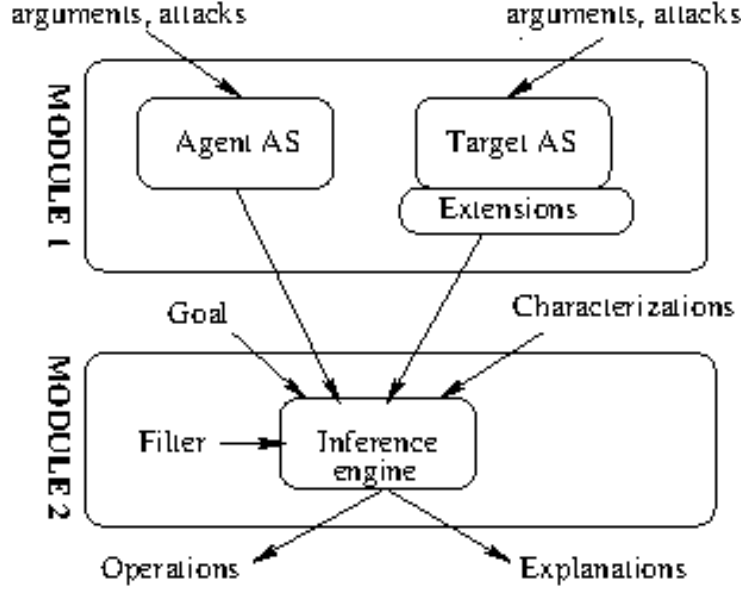 arguments, attacks
arguments, attacks
MODULE 1
Agent AS
Target AS
Extensions
Goal
Characterizations
MODULE 2
Filter
Inference
engine
Operations
Explanations